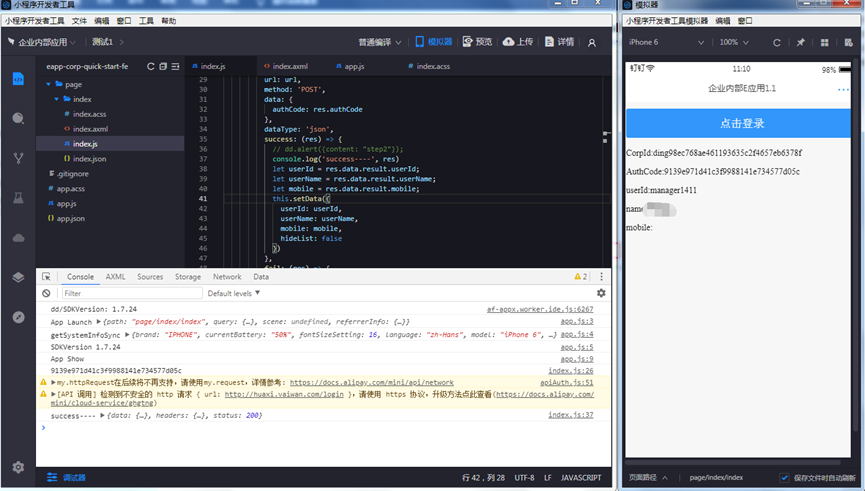 小程序开发者工具
小程序开发者工具 文件 编辑 窗口 工具 帮助
企业内部应用 测试1 普通编译 模拟器 预览 上传 详情
eapp-corp-quick-start-fe
page
index
index.acss
index.axml
index.js
index.json
.gitignore
app.acss
app.js
app.json
index.js index.axml app.js index.acss
29 url: url,
30 method: 'POST',
31 data: {
32 authCode: res.authCode
33 },
34 dataType: 'json',
35 success: (res) => {
36 // dd.alert({content: "step2"});
37 console.log('success----', res)
38 let userId = res.data.result.userId;
39 let userName = res.data.result.userName;
40 let mobile = res.data.result.mobile;
41 this.setData({
42 userId: userId,
43 userName: userName,
44 mobile: mobile,
45 hideList: false
46 })
47 },
48 fail: (res) => {
Console AXML Sources Storage Network Data 2
Filter Default levels ▼
dd/SDKVersion: 1.7.24 af-appx.worker.ide.js:6267
App Launch ▶{path: "page/index/index", query: {…}, scene: undefined, referrerInfo: {…}} app.js:3
getSystemInfoSync ▶{brand: "IPHONE", currentBattery: "50%", fontSizeSetting: 16, language: "zh-Hans", model: "iPhone 6", …} app.js:4
SDKVersion 1.7.24 app.js:5
App Show app.js:9
9139e971d41c3f9988141e734577d05c index.js:26
▶my.httpRequest在后续将不再支持，请使用my.request，详情参考: https://docs.alipay.com/mini/api/network apiAuth.js:51
▶[API 调用] 检测到不安全的 http 请求 { url: http://huaxi.vaiwan.com/login }，请使用 https 协议，升级方法点此查看(https://docs.alipay.com/
mini/cloud-service/ghgtng)
success---- ▶{data: {…}, headers: {…}, status: 200} index.js:37
调试器 行 42，列 28 UTF-8 LF JAVASCRIPT
模拟器
小程序开发者工具模拟器 编辑 窗口
iPhone 6 100%
钉钉 11:10 98%
企业内部E应用1.1
点击登录
CorpId:ding98ec768ae461193635c2f4657eb6378f
AuthCode:9139e971d41c3f9988141e734577d05c
userId:manager1411
name
mobile:
页面路径 page/index/index 保存文件时自动刷新